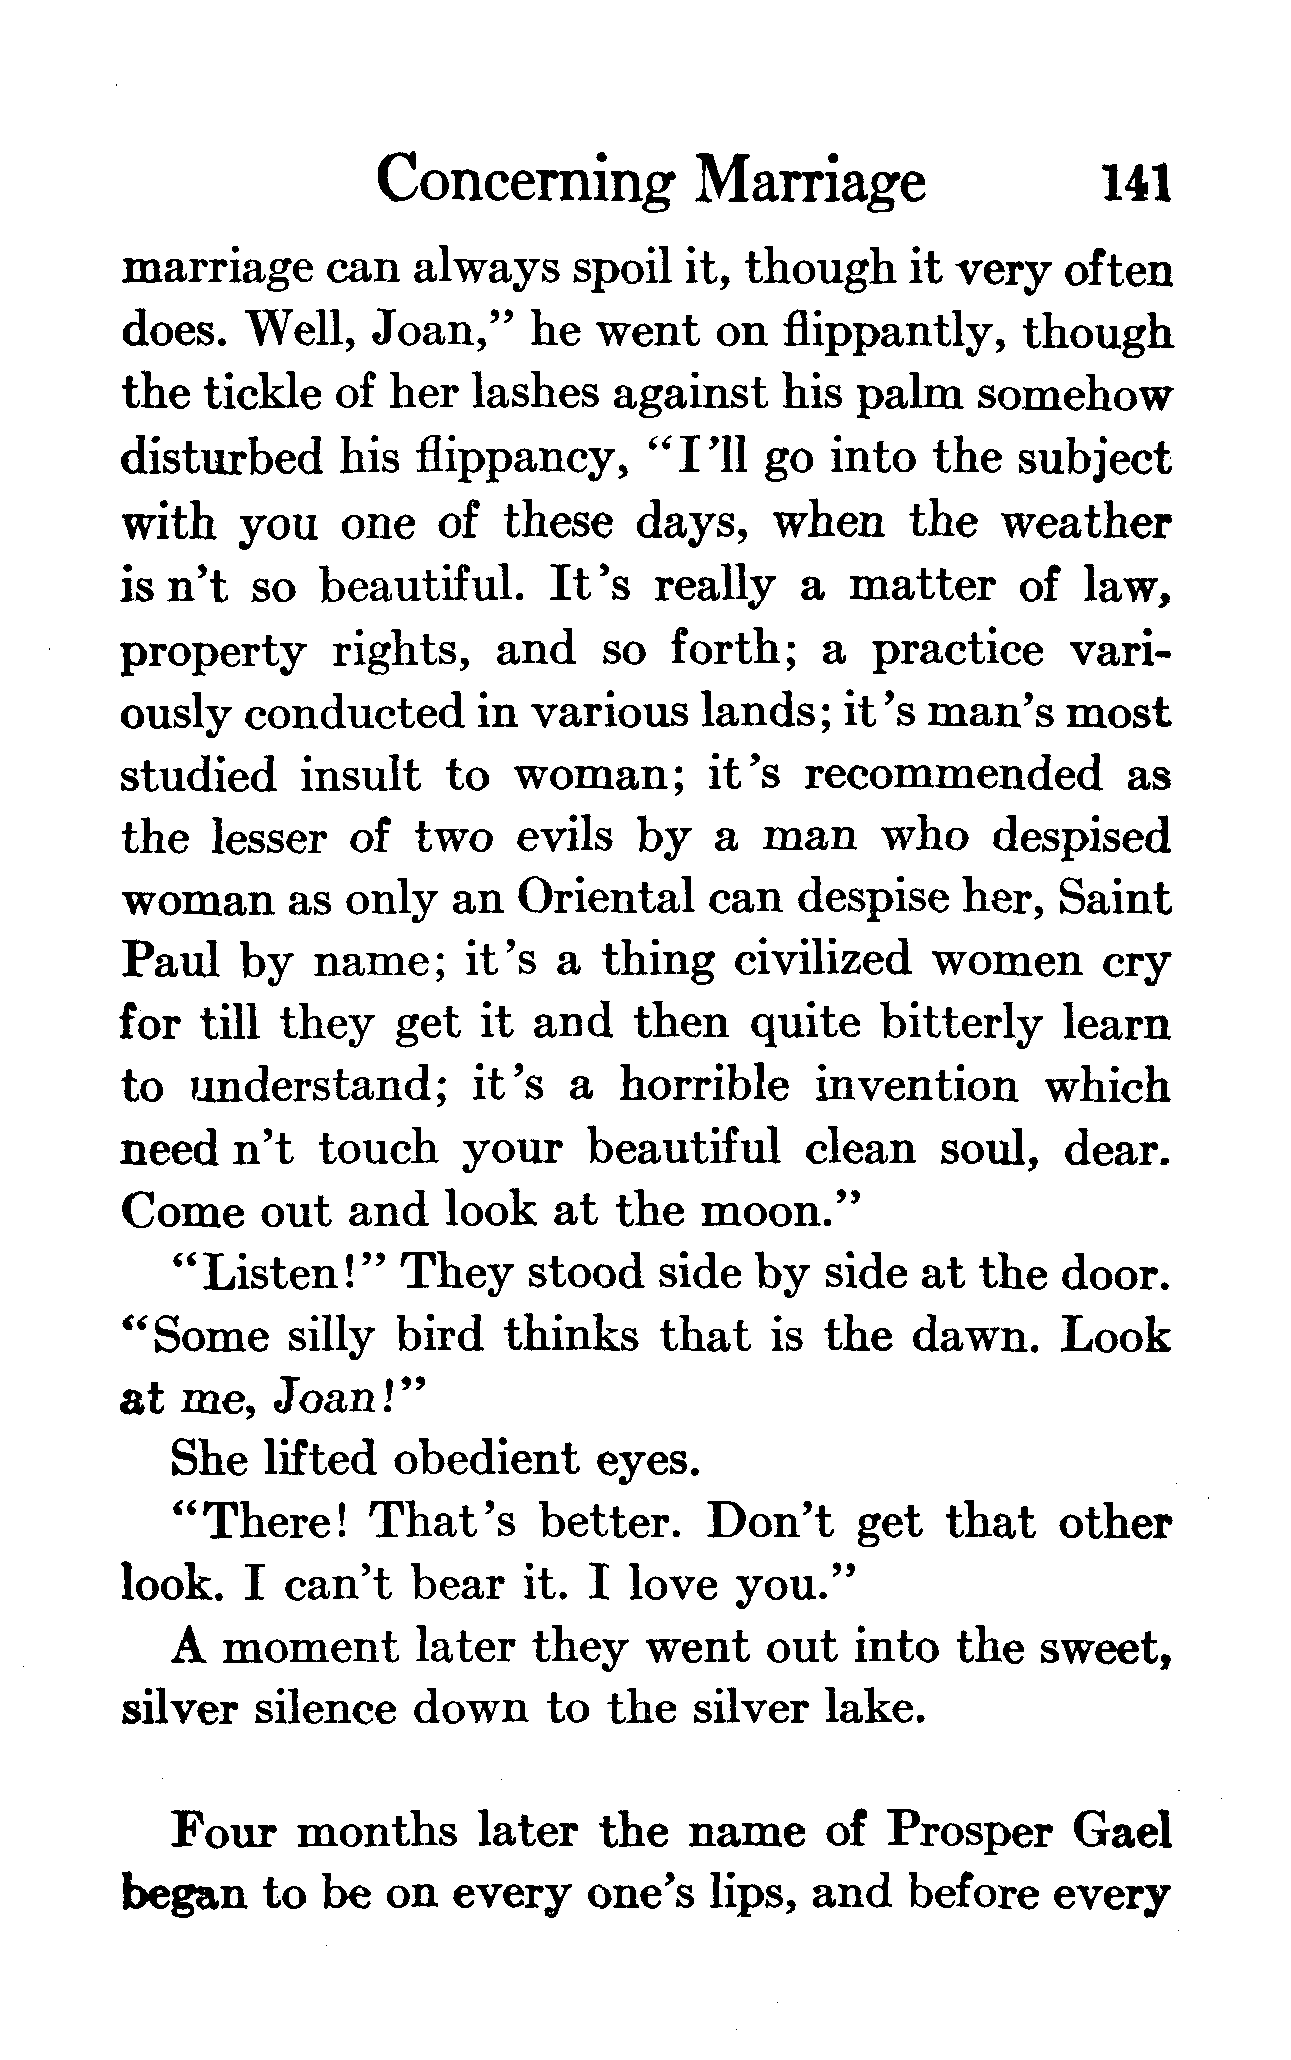 Concerning Marriage 141
marriage can always spoil it, though it very often
does. Well, Joan,” he went on flippantly, though
the tickle of her lashes against his palm somehow
disturbed his flippancy, “I'll go into the subject
with you one of these days, when the weather
is n't so beautiful. It's really a matter of law,
property rights, and so forth; a practice vari-
ously conducted in various lands; it's man's most
studied insult to woman; it's recommended as
the lesser of two evils by a man who despised
woman as only an Oriental can despise her, Saint
Paul by name; it's a thing civilized women cry
for till they get it and then quite bitterly learn
to understand; it's a horrible invention which
need n't touch your beautiful clean soul, dear.
Come out and look at the moon.”
“Listen!” They stood side by side at the door.
“Some silly bird thinks that is the dawn. Look
at me, Joan!”
She lifted obedient eyes.
“There! That's better. Don't get that other
look. I can't bear it. I love you.”
A moment later they went out into the sweet,
silver silence down to the silver lake.
Four months later the name of Prosper Gael
began to be on every one's lips, and before every